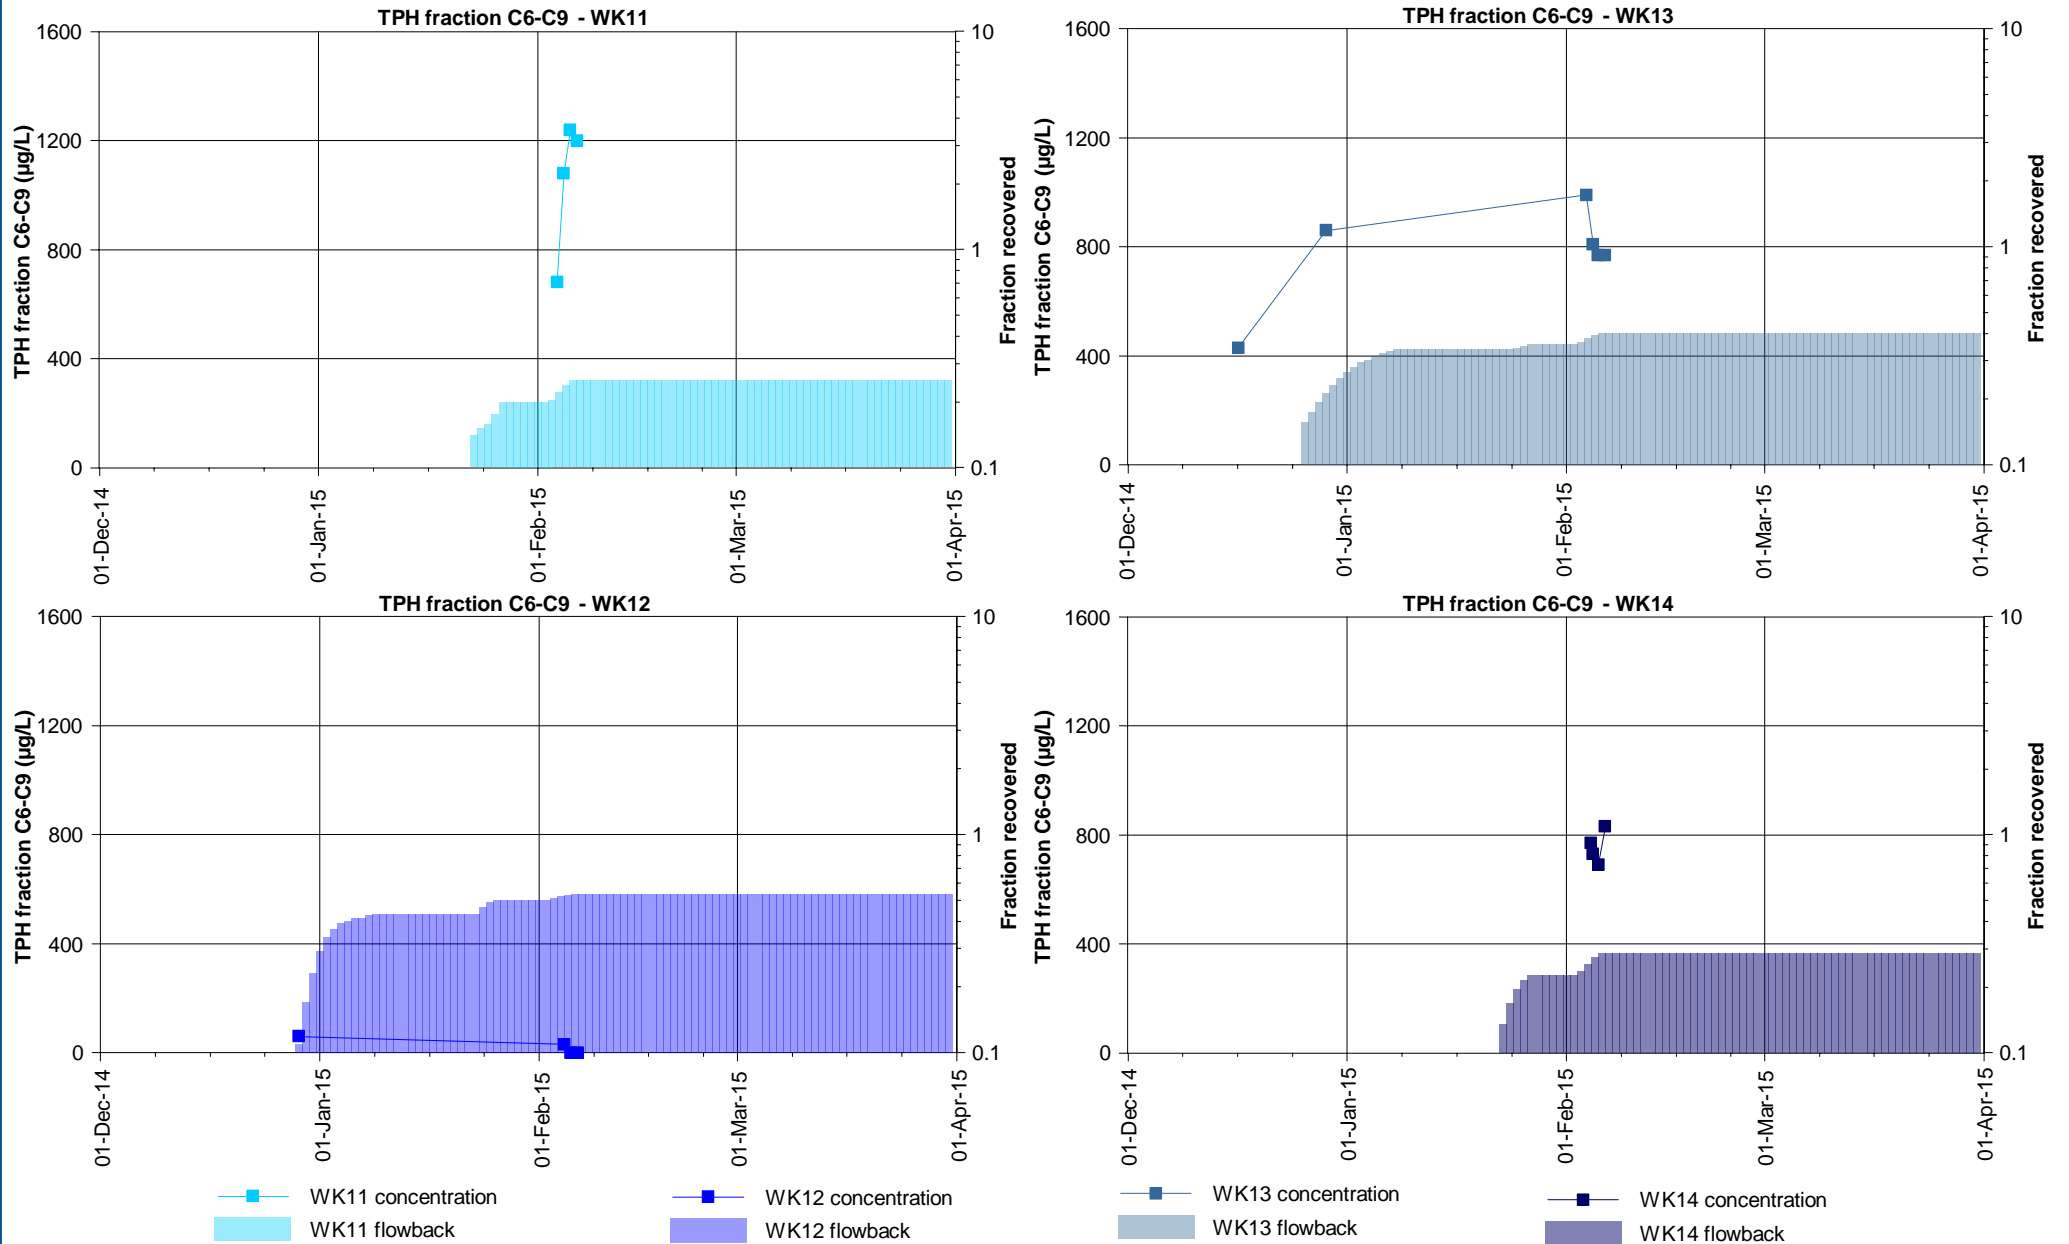 TPH fraction C6-C9 - WK11
1600
1200
800
400
0
TPH fraction C6-C9 (µg/L)
10
1
0.1
Fraction recovered
01-Dec-14
01-Jan-15
01-Feb-15
01-Mar-15
01-Apr-15
TPH fraction C6-C9 - WK13
1600
1200
800
400
0
TPH fraction C6-C9 (µg/L)
10
1
0.1
Fraction recovered
01-Dec-14
01-Jan-15
01-Feb-15
01-Mar-15
01-Apr-15
TPH fraction C6-C9 - WK12
1600
1200
800
400
0
TPH fraction C6-C9 (µg/L)
10
1
0.1
Fraction recovered
01-Dec-14
01-Jan-15
01-Feb-15
01-Mar-15
01-Apr-15
TPH fraction C6-C9 - WK14
1600
1200
800
400
0
TPH fraction C6-C9 (µg/L)
10
1
0.1
Fraction recovered
01-Dec-14
01-Jan-15
01-Feb-15
01-Mar-15
01-Apr-15
WK11 concentration
WK11 flowback
WK12 concentration
WK12 flowback
WK13 concentration
WK13 flowback
WK14 concentration
WK14 flowback